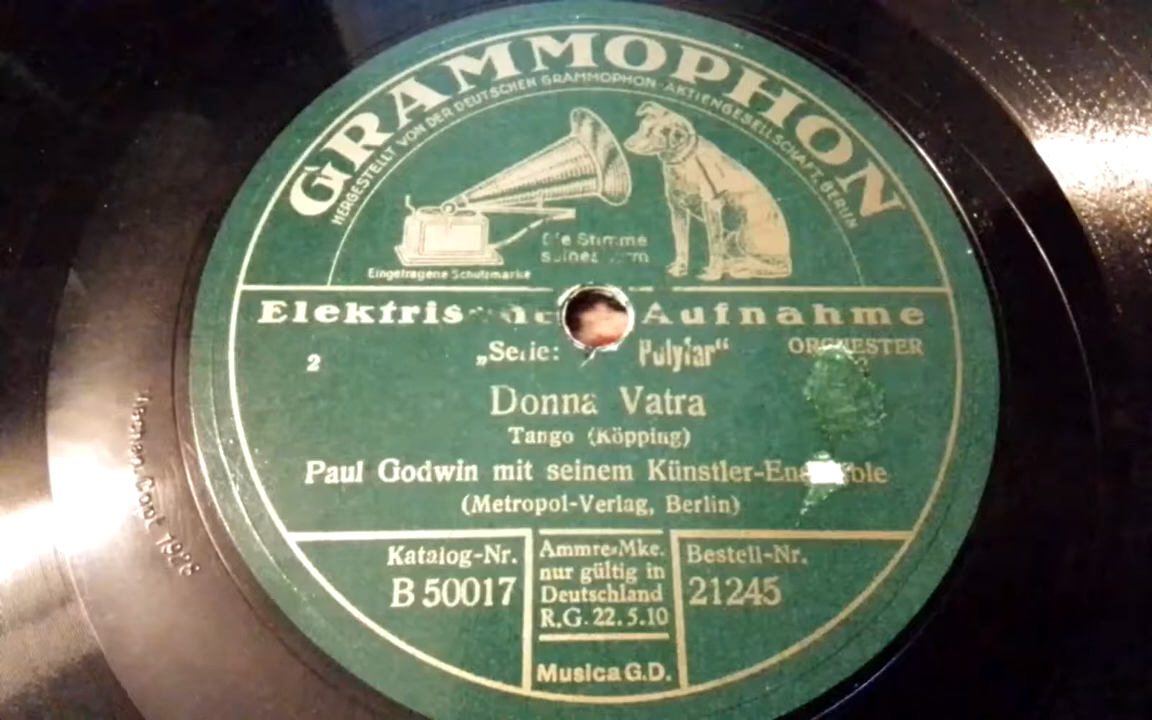 GRAMMOPHON
HERGESTELLT VON DER DEUTSCHEN GRAMMOPHON-AKTIENGESELLSCHAFT, BERLIN
Die Stimme
seines
Eingetragene Schutzmarke
Aufnahme
2 „Serie: Polyfar“ ORCHESTER
Donna Vatra
Tango (Köpping)
Paul Godwin mit seinem Künstler-Ensemble
(Metropol-Verlag, Berlin)
Katalog-Nr.
B 50017
Ammre-Mke.
nur gültig in
Deutschland
R.G. 22.5.10
Musica G.D.
Bestell-Nr.
21245